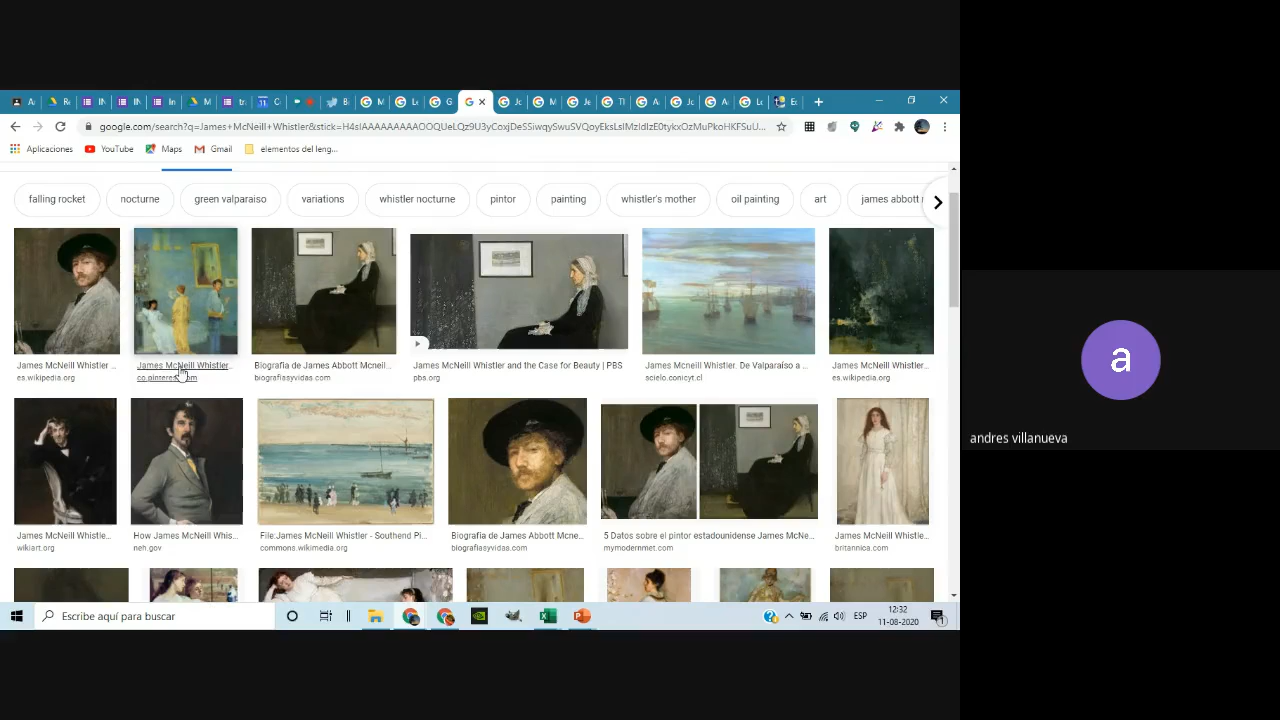 google.com/search?q=James+McNeill+Whistler&stick=
Aplicaciones YouTube Maps Gmail elementos del leng...
falling rocket nocturne green valparaiso variations whistler nocturne pintor painting whistler's mother oil painting art james abbott
James McNeill Whistler ... James McNeill Whistler... Biografia de James Abbott Mcneil... James McNeill Whistler and the Case for Beauty | PBS James Mcneill Whistler. De Valparaíso a ... James McNeill Whistler...
es.wikipedia.org co.pinterest.com biografiasyvidas.com pbs.org scielo.conicyt.cl es.wikipedia.org
a
andres villanueva
James McNeill Whistle... How James McNeill Whis... File:James McNeill Whistler - Southend Pi... Biografia de James Abbott Mcne... 5 Datos sobre el pintor estadounidense James McNe... James McNeill Whistle...
wikiart.org neh.gov commons.wikimedia.org biografiasyvidas.com mymodernmet.com britannica.com
Escribe aquí para buscar ESP 12:32
11-08-2020